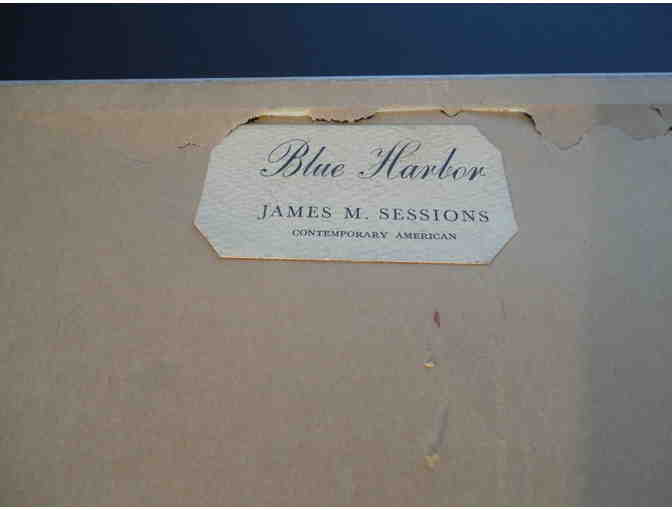 Blue Harbor
JAMES M. SESSIONS
CONTEMPORARY AMERICAN